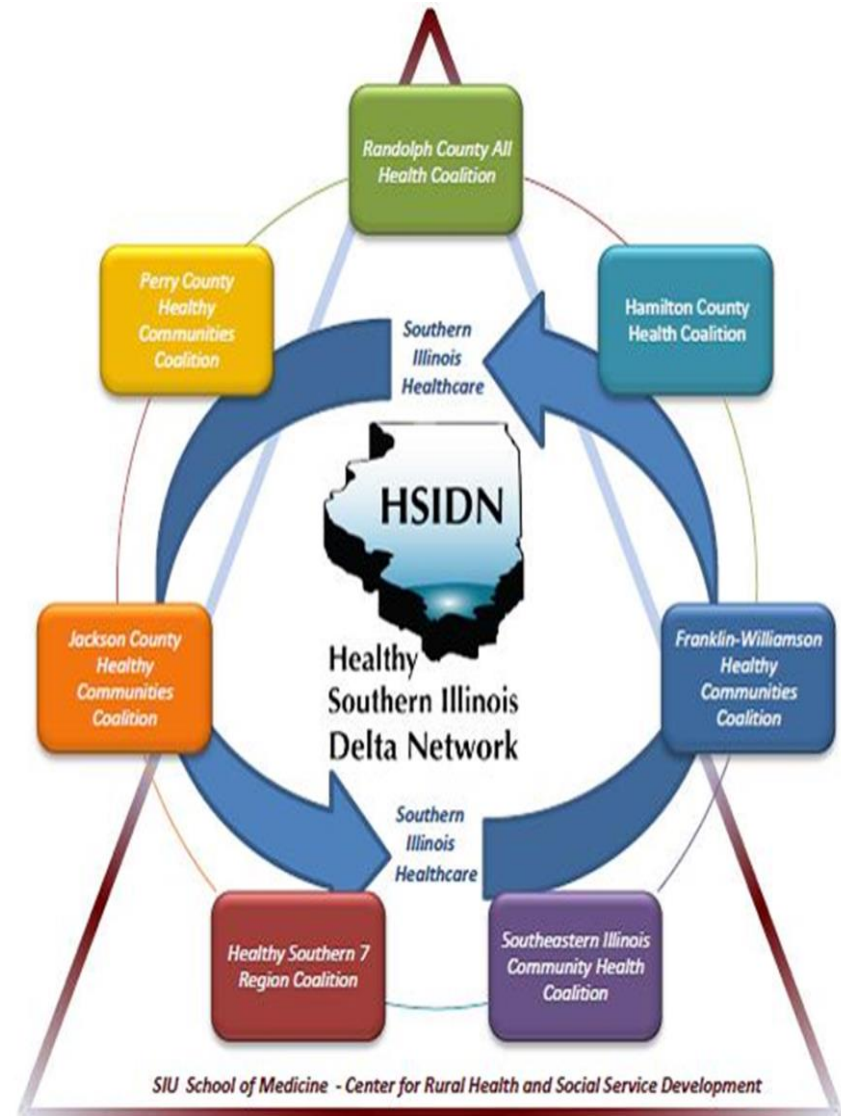 Randolph County All
Health Coalition
Perry County
Healthy
Communities
Coalition
Hamilton County
Health Coalition
Southern
Illinois
Healthcare
HSIDN
Healthy
Southern Illinois
Delta Network
Jackson County
Healthy
Communities
Coalition
Franklin-Williamson
Healthy
Communities
Coalition
Southern
Illinois
Healthcare
Healthy Southern 7
Region Coalition
Southeastern Illinois
Community Health
Coalition
SIU School of Medicine - Center for Rural Health and Social Service Development